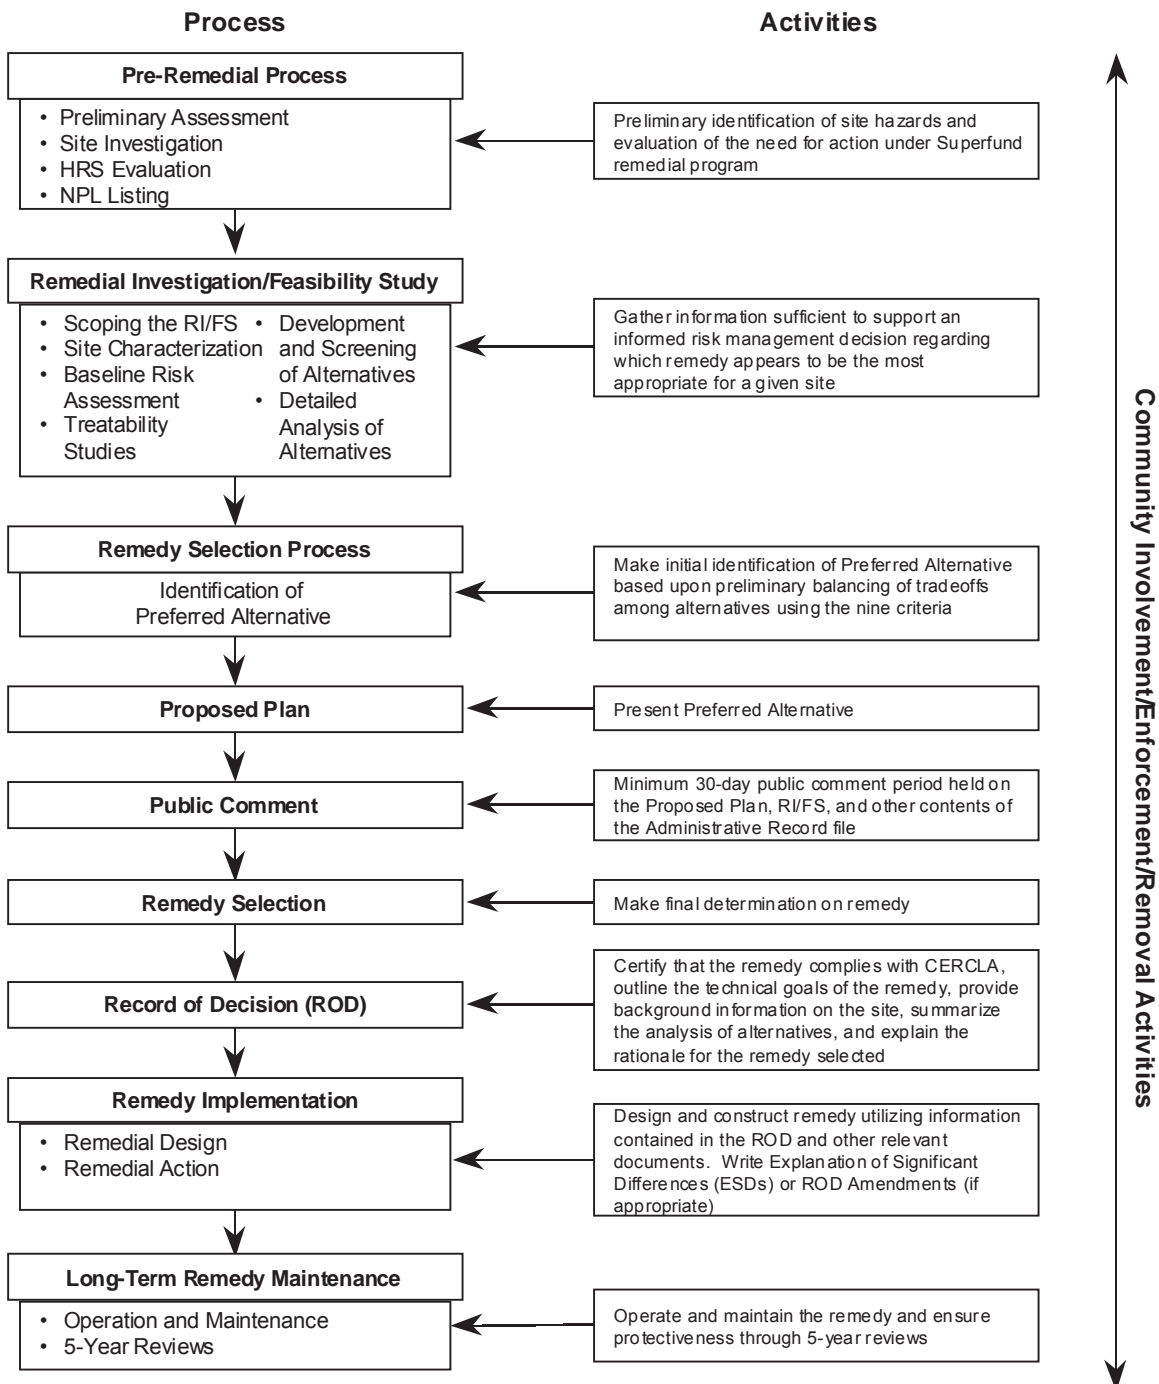 Process
Activities
Pre-Remedial Process
• Preliminary Assessment
• Site Investigation
• HRS Evaluation
• NPL Listing
Preliminary identification of site hazards and
evaluation of the need for action under Superfund
remedial program
Remedial Investigation/Feasibility Study
• Scoping the RI/FS
• Site Characterization
• Baseline Risk
Assessment
• Treatability
Studies
• Development
and Screening
of Alternatives
• Detailed
Analysis of
Alternatives
Gather information sufficient to support an
informed risk management decision regarding
which remedy appears to be the most
appropriate for a given site
Remedy Selection Process
Identification of
Preferred Alternative
Make initial identification of Preferred Alternative
based upon preliminary balancing of tradeoffs
among alternatives using the nine criteria
Proposed Plan
Present Preferred Alternative
Public Comment
Minimum 30-day public comment period held on
the Proposed Plan, RI/FS, and other contents of
the Administrative Record file
Remedy Selection
Make final determination on remedy
Record of Decision (ROD)
Certify that the remedy complies with CERCLA,
outline the technical goals of the remedy, provide
background information on the site, summarize
the analysis of alternatives, and explain the
rationale for the remedy selected
Remedy Implementation
• Remedial Design
• Remedial Action
Design and construct remedy utilizing information
contained in the ROD and other relevant
documents. Write Explanation of Significant
Differences (ESDs) or ROD Amendments (if
appropriate)
Long-Term Remedy Maintenance
• Operation and Maintenance
• 5-Year Reviews
Operate and maintain the remedy and ensure
protectiveness through 5-year reviews
Community Involvement/Enforcement/Removal Activities